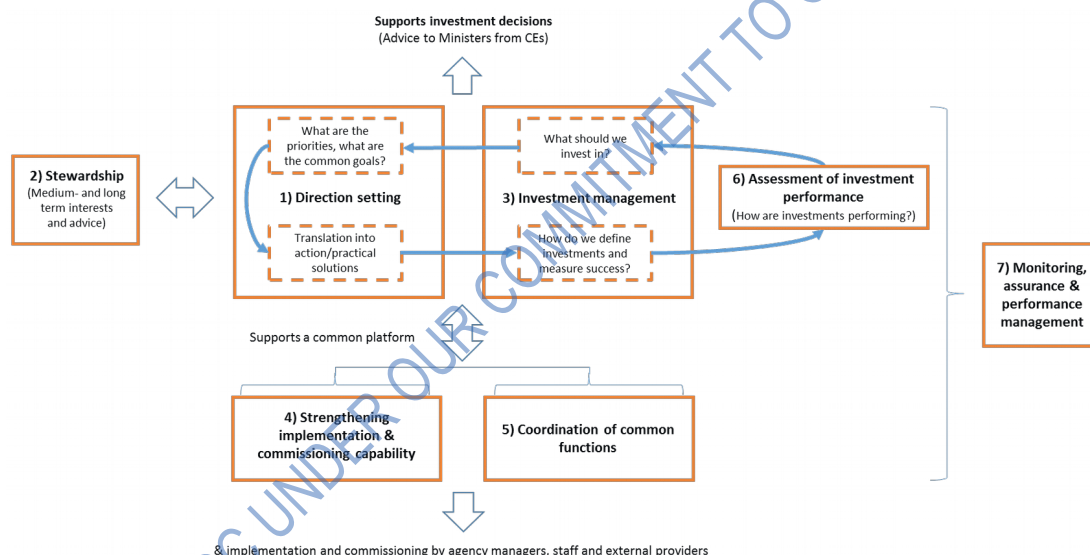 Supports investment decisions
(Advice to Ministers from CEs)
What are the
priorities, what are
the common goals?
What should we
invest in?
2) Stewardship
(Medium- and long
term interests
and advice)
1) Direction setting
3) Investment management
6) Assessment of investment
performance
(How are investments performing?)
Translation into
action/practical
solutions
How do we define
investments and
measure success?
7) Monitoring,
assurance &
performance
management
Supports a common platform
4) Strengthening
implementation &
commissioning capability
5) Coordination of common
functions
& implementation and commissioning by agency managers, staff and external providers
UNDER OUR COMMITMENT TO